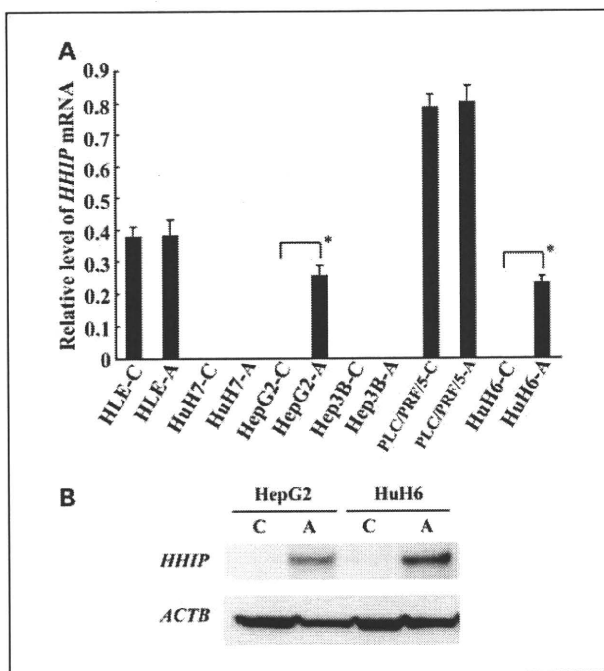 A
Relative level of HHIP mRNA
0.9
0.8
0.7
0.6
0.5
0.4
0.3
0.2
0.1
0
*
*
HLE-C
HLE-A
HuH7-C
HuH7-A
HepG2-C
HepG2-A
Hep3B-C
Hep3B-A
PLC/PRF/5-C
PLC/PRF/5-A
HuH6-C
HuH6-A
B
HepG2 HuH6
C A C A
HHIP
ACTB